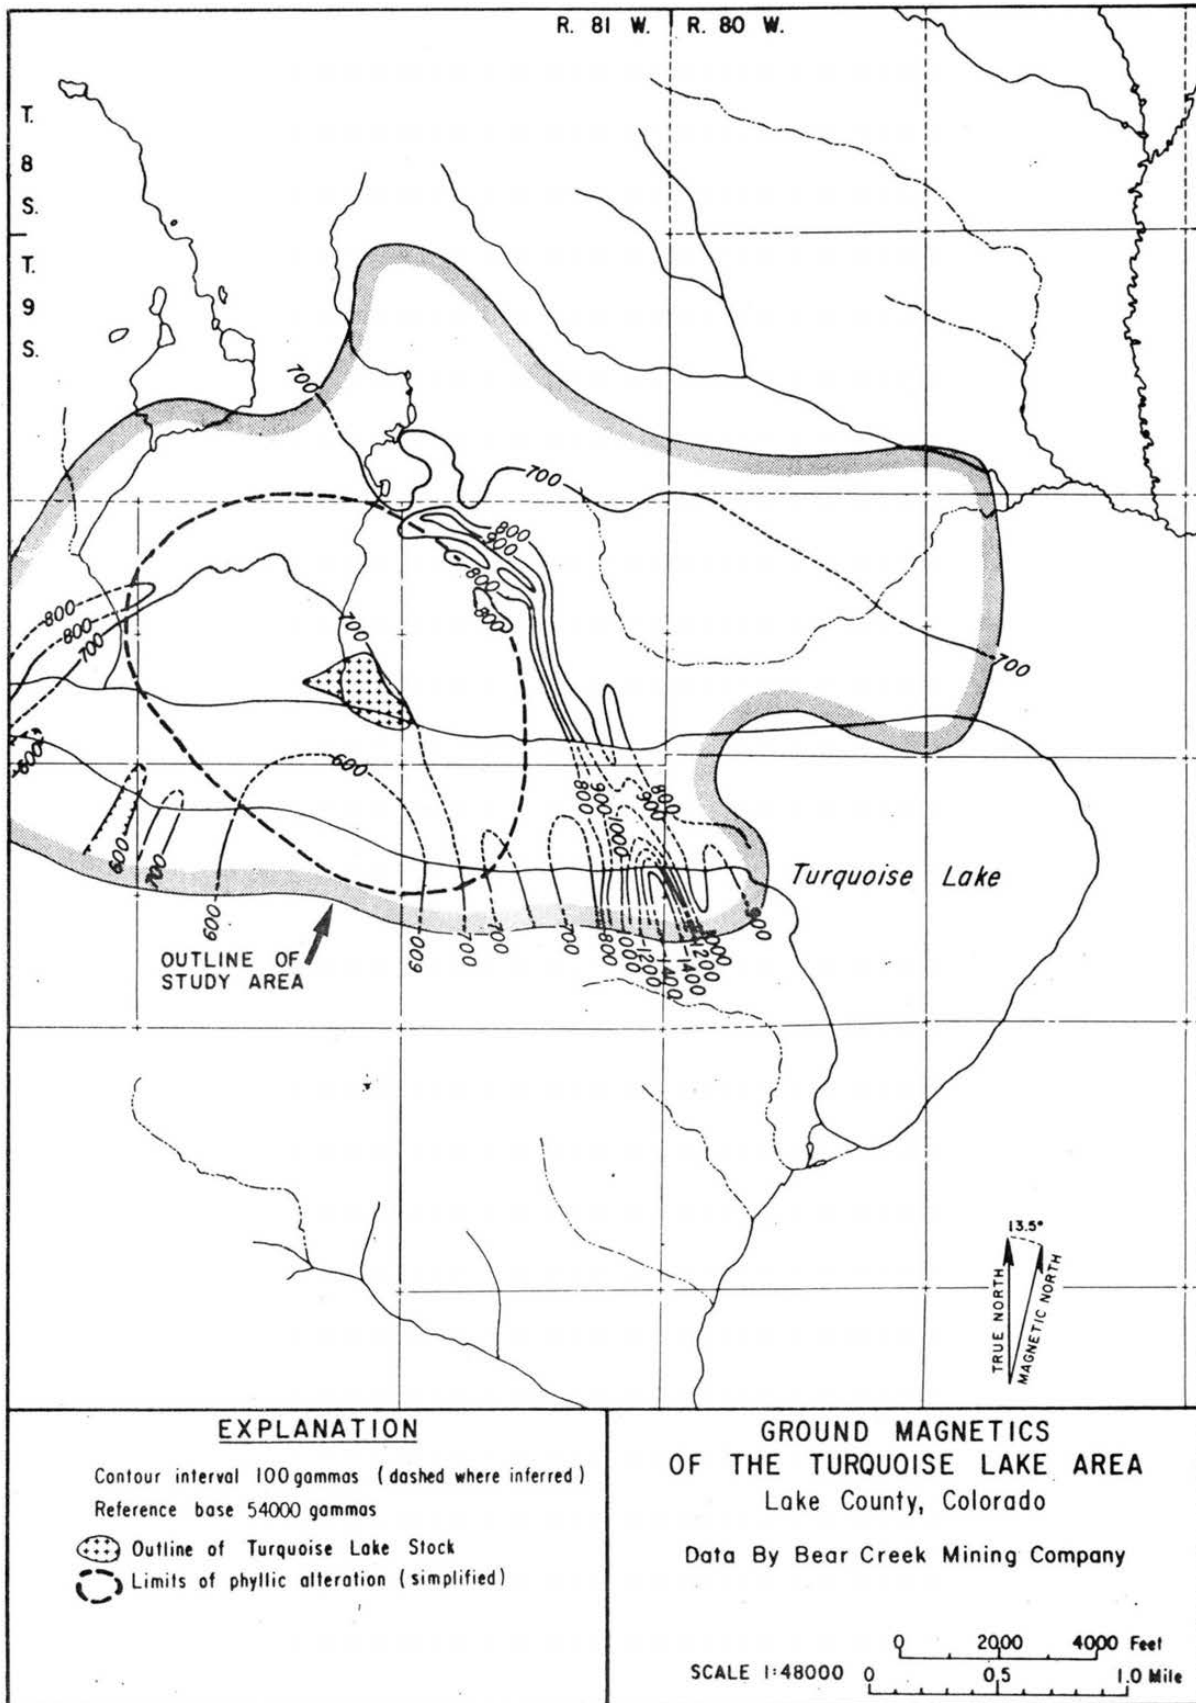 R. 81 W. R. 80 W.
T.
8
S.
T.
9
S.
700
700
800
900
800
800
800
800
700
700
700
600
600
800
900
800
900
1000
600
700
600
600
700
700
700
800
1000
1200
1400
1400
1200
1000
900
Turquoise Lake
OUTLINE OF
STUDY AREA
13.5°
TRUE NORTH
MAGNETIC NORTH
EXPLANATION
Contour interval 100 gammas (dashed where inferred)
Reference base 54000 gammas
Outline of Turquoise Lake Stock
Limits of phyllic alteration (simplified)
GROUND MAGNETICS
OF THE TURQUOISE LAKE AREA
Lake County, Colorado
Data By Bear Creek Mining Company
0 2000 4000 Feet
SCALE 1:48000 0 0.5 1.0 Mile